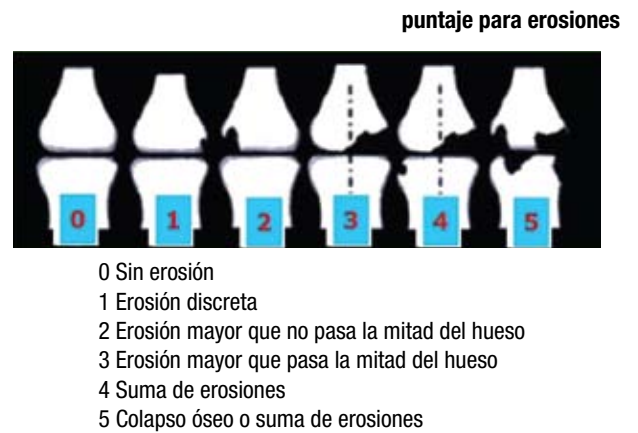 puntaje para erosiones
0 1 2 3 4 5
0 Sin erosión
1 Erosión discreta
2 Erosión mayor que no pasa la mitad del hueso
3 Erosión mayor que pasa la mitad del hueso
4 Suma de erosiones
5 Colapso óseo o suma de erosiones